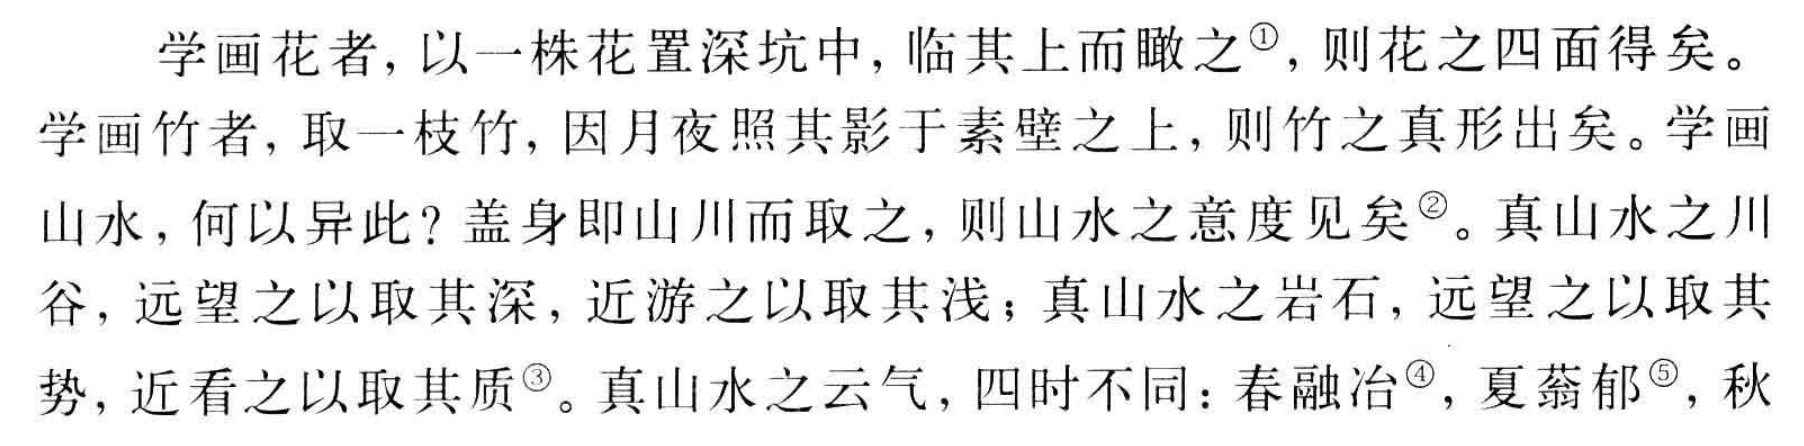 学画花者，以一株花置深坑中，临其上而瞰之①，则花之四面得矣。
学画竹者，取一枝竹，因月夜照其影于素壁之上，则竹之真形出矣。学画
山水，何以异此？盖身即山川而取之，则山水之意度见矣②。真山水之川
谷，远望之以取其深，近游之以取其浅；真山水之岩石，远望之以取其
势，近看之以取其质③。真山水之云气，四时不同：春融冶④，夏蓊郁⑤，秋